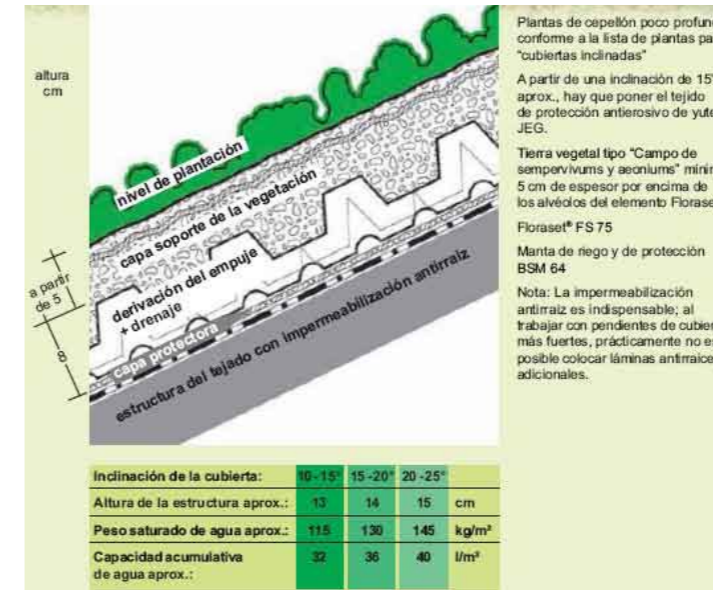 altura
cm
nivel de plantación
capa soporte de la vegetación
derivación del empuje
+ drenaje
capa protectora
estructura del tejado con impermeabilización antirraiz
a partir
de 5
8
Plantas de cepellón poco profun
conforme a la lista de plantas pa
"cubiertas inclinadas"
A partir de una inclinación de 15°
aprox., hay que poner el tejido
de protección antierosivo de yute
JEG.
Tierra vegetal tipo "Campo de
sempervivums y aeoniums" mínim
5 cm de espesor por encima de
los alvéolos del elemento Florase
Floraset® FS 75
Manta de riego y de protección
BSM 64
Nota: La impermeabilización
antirraiz es indispensable; al
trabajar con pendientes de cubier
más fuertes, prácticamente no es
posible colocar láminas antirraice
adicionales.
Inclinación de la cubierta: 10-15° 15-20° 20-25°
Altura de la estructura aprox.: 13 14 15 cm
Peso saturado de agua aprox.: 115 130 145 kg/m²
Capacidad acumulativa 32 36 40 l/m²
de agua aprox.: